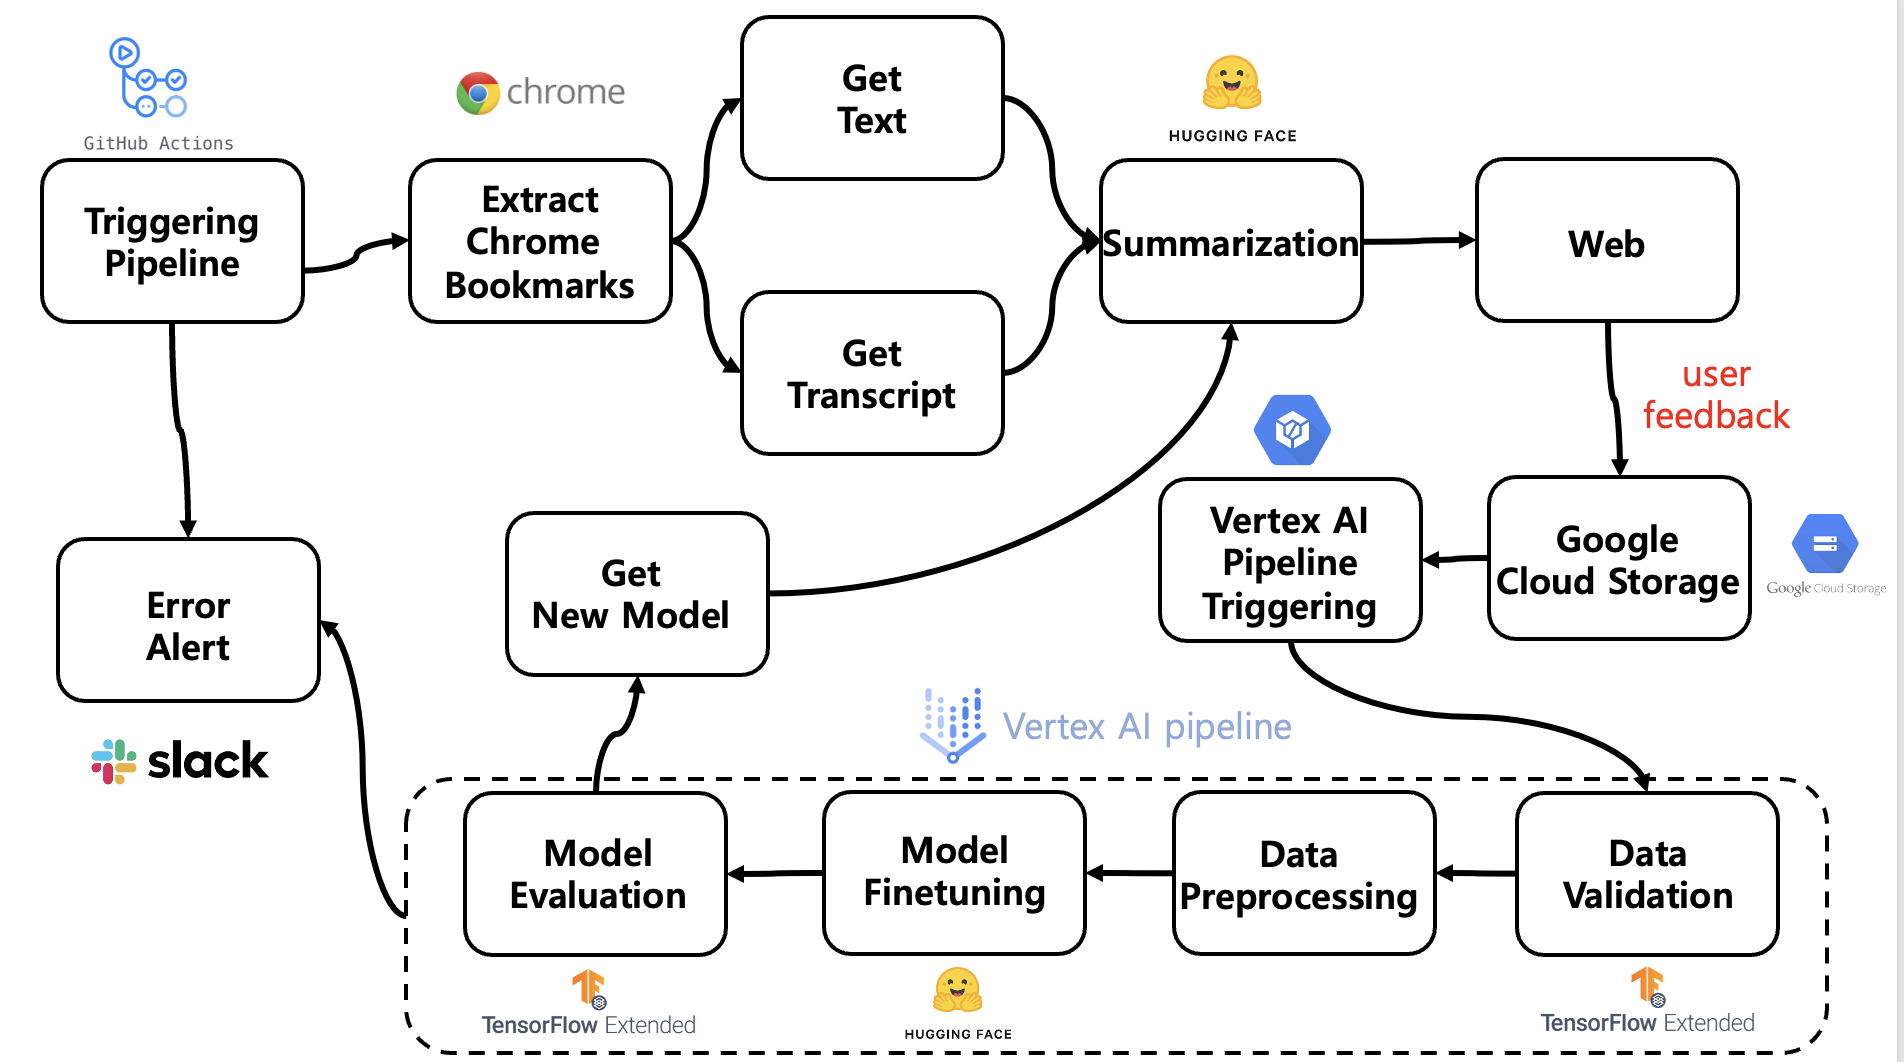 GitHub Actions
chrome
Get
Text
HUGGING FACE
Triggering
Pipeline
Extract
Chrome
Bookmarks
Summarization
Web
Get
Transcript
user
feedback
Error
Alert
slack
Get
New Model
Vertex AI
Pipeline
Triggering
Google
Cloud Storage
Google Cloud Storage
Vertex AI pipeline
Model
Evaluation
Model
Finetuning
Data
Preprocessing
Data
Validation
TensorFlow Extended
HUGGING FACE
TensorFlow Extended